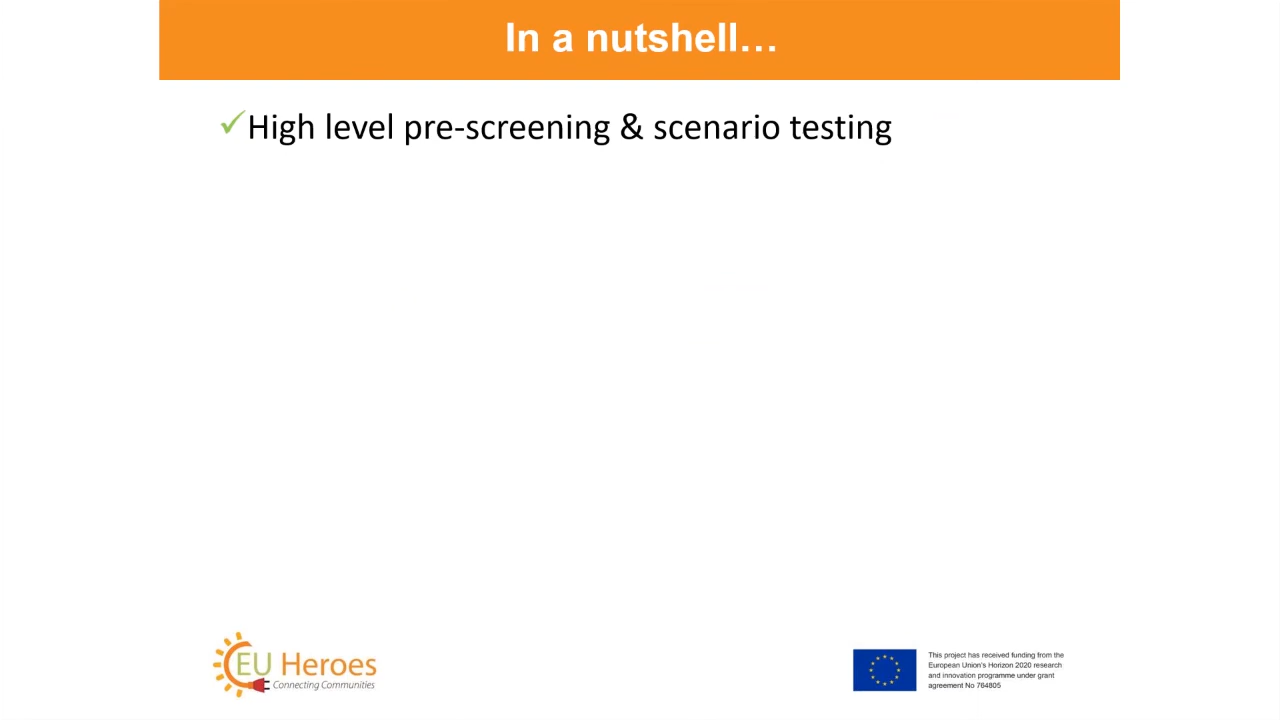 In a nutshell…
✓High level pre-screening & scenario testing
EU Heroes
Connecting Communities
This project has received funding from the
European Union's Horizon 2020 research
and innovation programme under grant
agreement No 764805